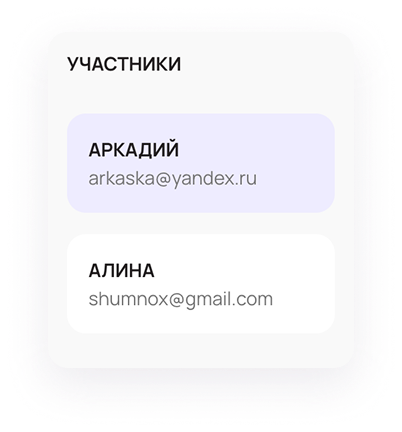 УЧАСТНИКИ
АРКАДИЙ
arkaska@yandex.ru
АЛИНА
shumnox@gmail.com